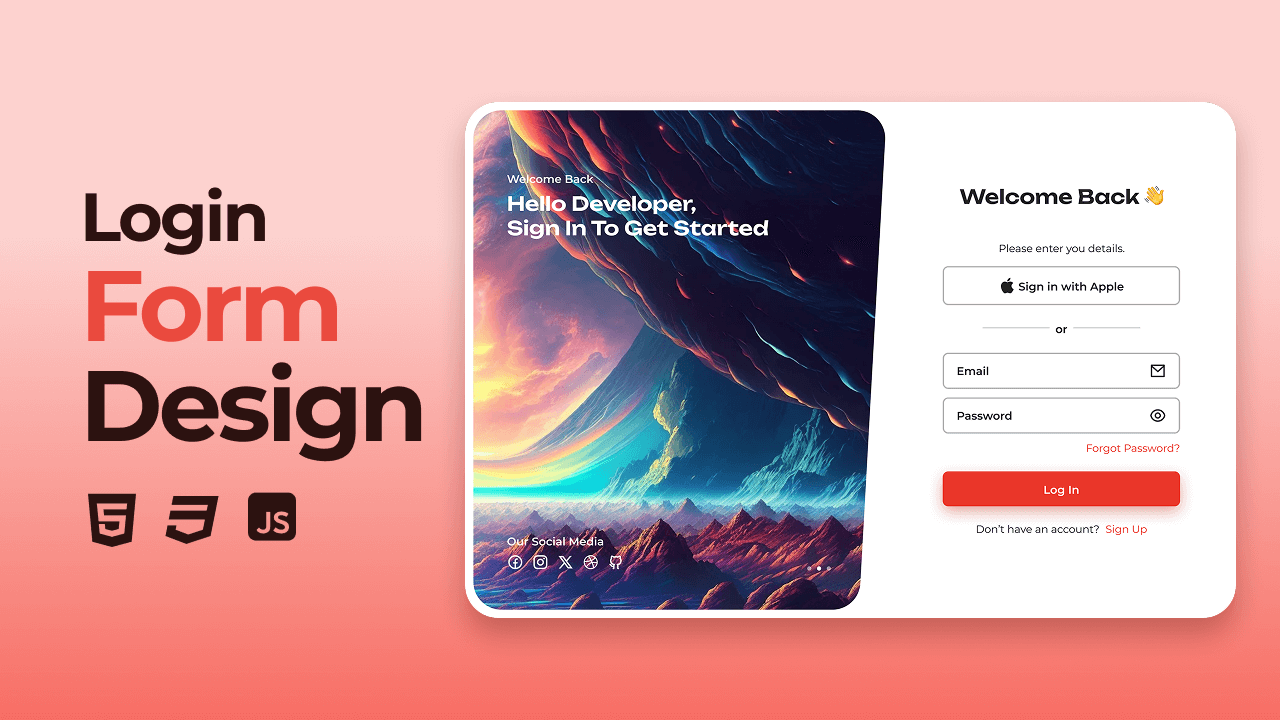 Login
Form
Design
5
3
JS
Welcome Back
Hello Developer,
Sign In To Get Started
Our Social Media
Welcome Back 👋
Please enter you details.
Sign in with Apple
or
Email
Password
Forgot Password?
Log In
Don't have an account? Sign Up